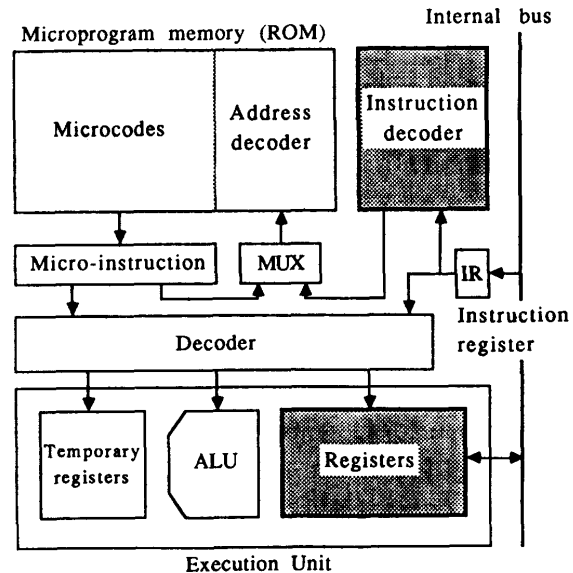 Internal bus
Microprogram memory (ROM)
Microcodes
Address
decoder
Instruction
decoder
Micro-instruction
MUX
IR
Instruction
register
Decoder
Temporary
registers
ALU
Registers
Execution Unit